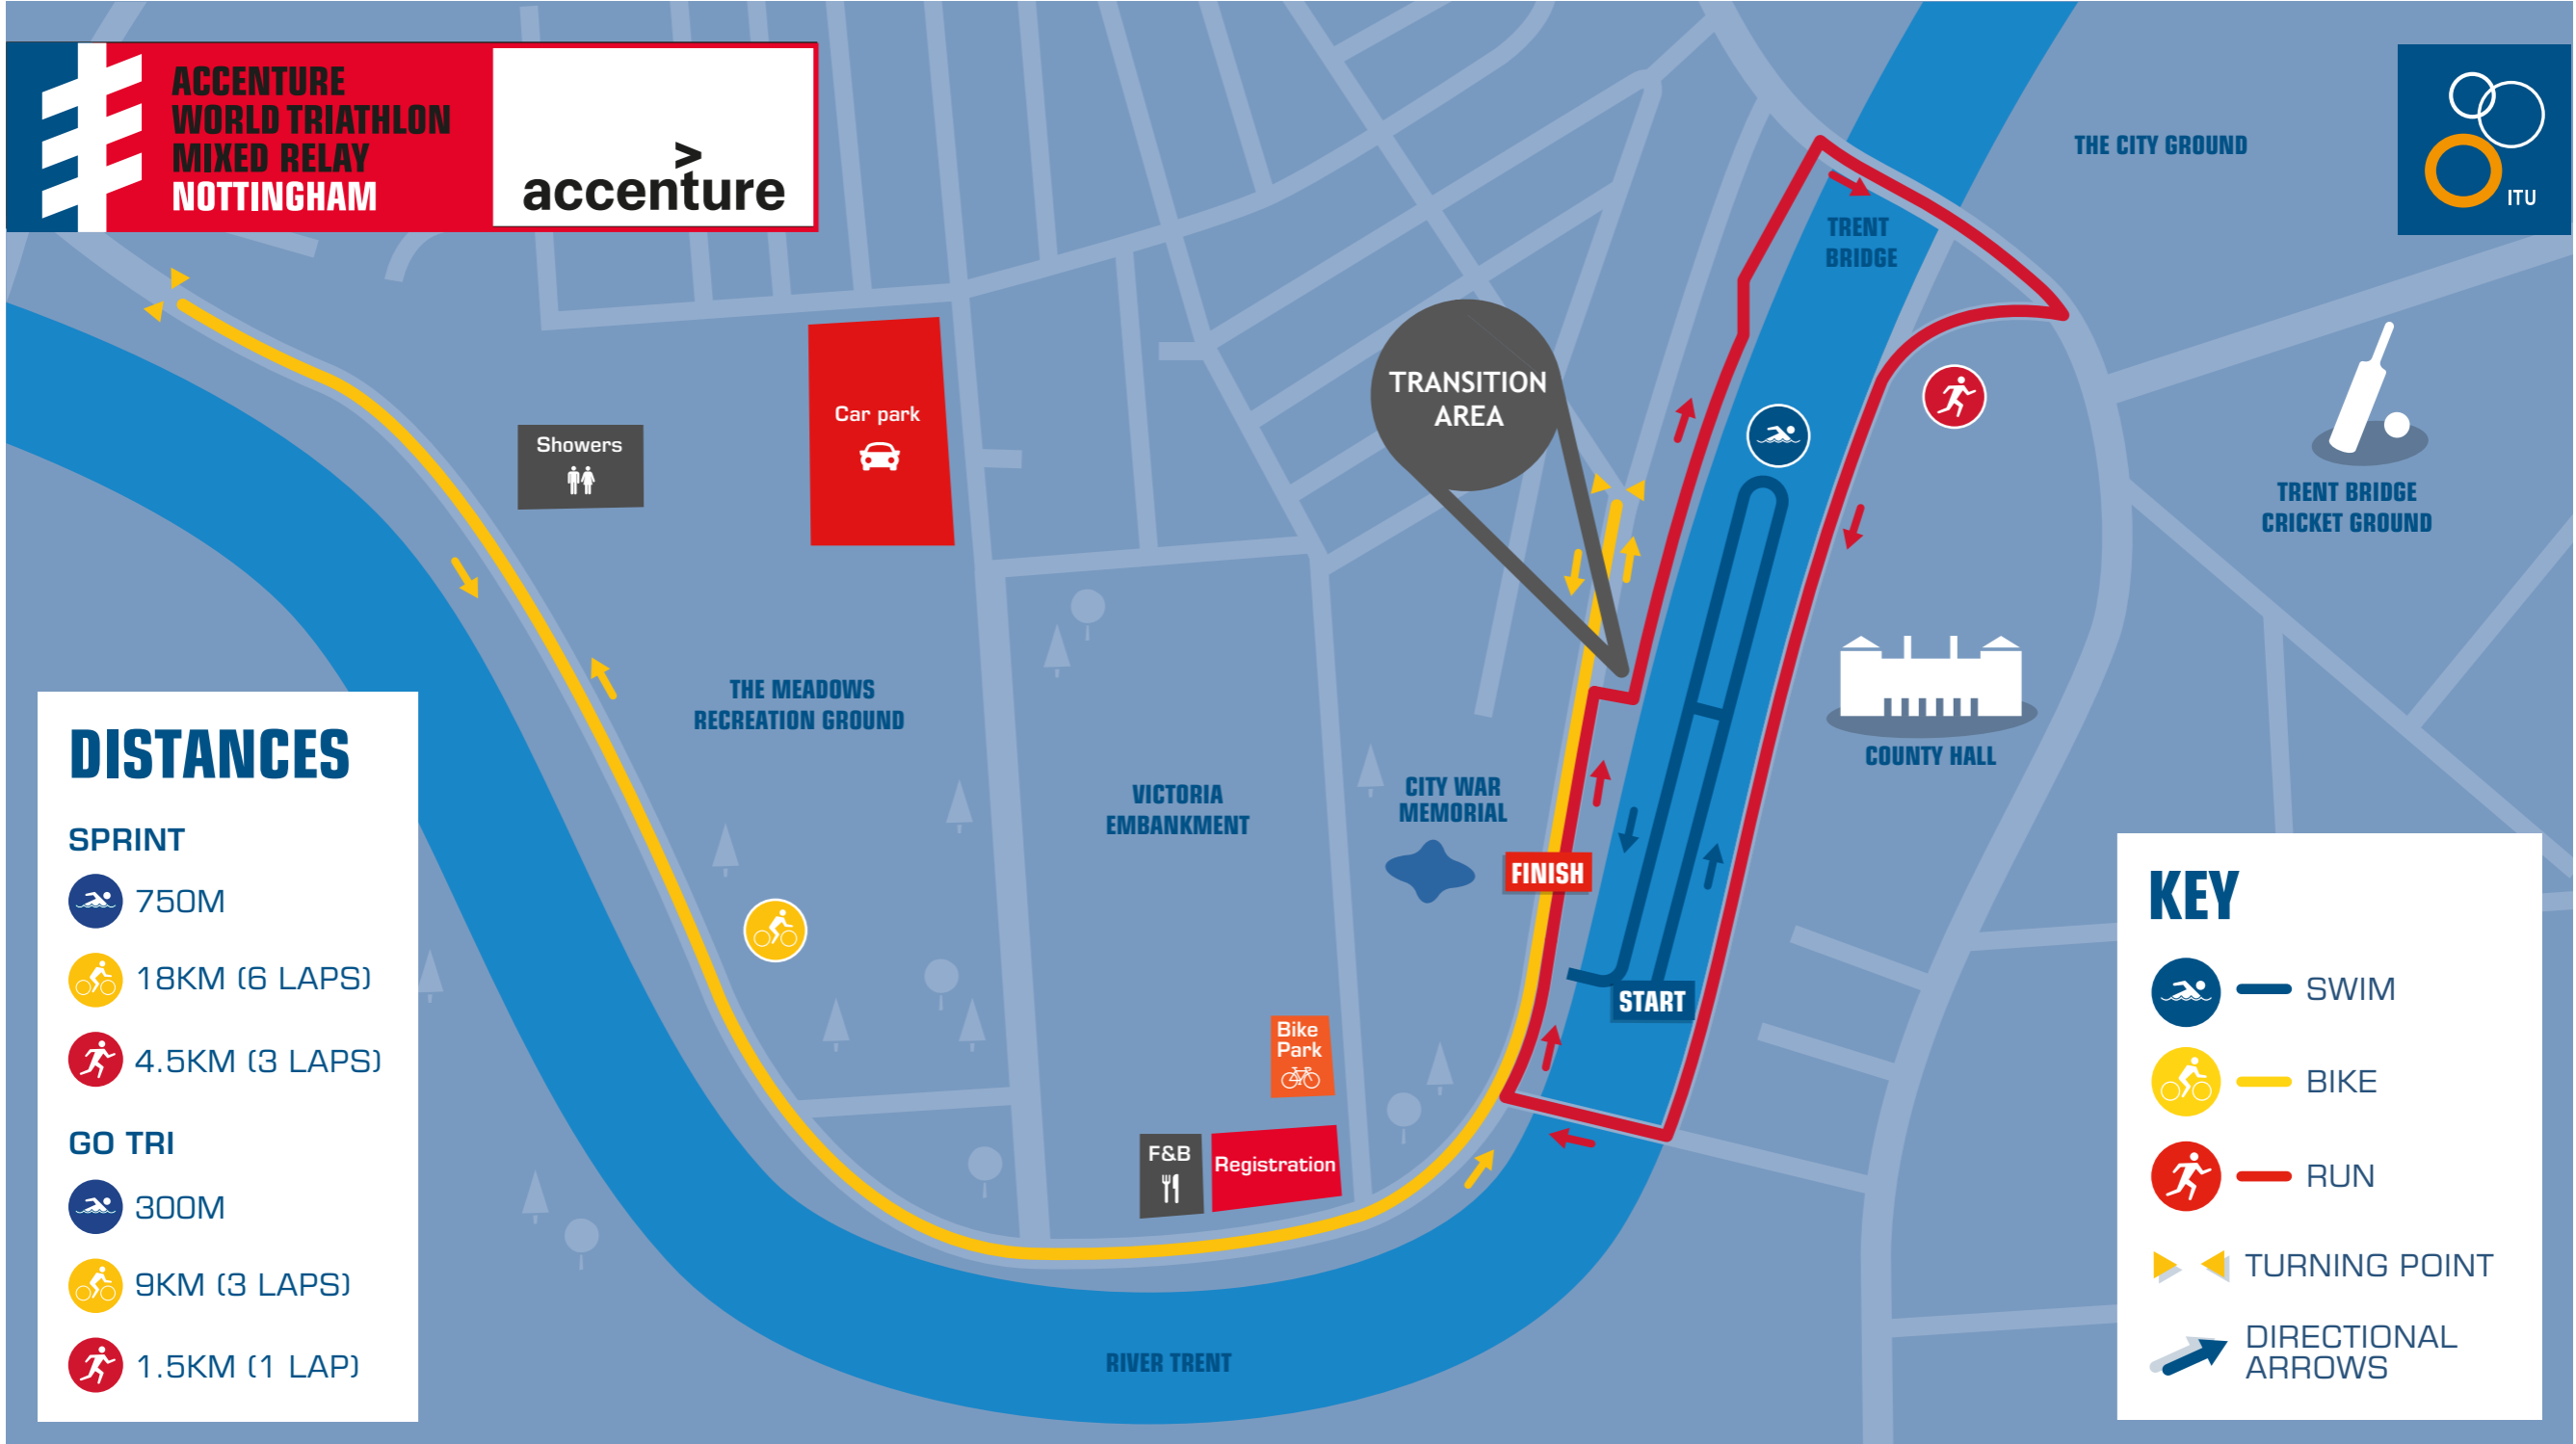 ACCENTURE
WORLD TRIATHLON
MIXED RELAY
NOTTINGHAM
>
accenture
THE CITY GROUND
ITU
TRENT
BRIDGE
TRANSITION
AREA
Car park
Showers
TRENT BRIDGE
CRICKET GROUND
THE MEADOWS
RECREATION GROUND
COUNTY HALL
VICTORIA
EMBANKMENT
CITY WAR
MEMORIAL
FINISH
START
Bike
Park
F&B
Registration
RIVER TRENT
DISTANCES
SPRINT
750M
18KM (6 LAPS)
4.5KM (3 LAPS)
GO TRI
300M
9KM (3 LAPS)
1.5KM (1 LAP)
KEY
SWIM
BIKE
RUN
TURNING POINT
DIRECTIONAL
ARROWS